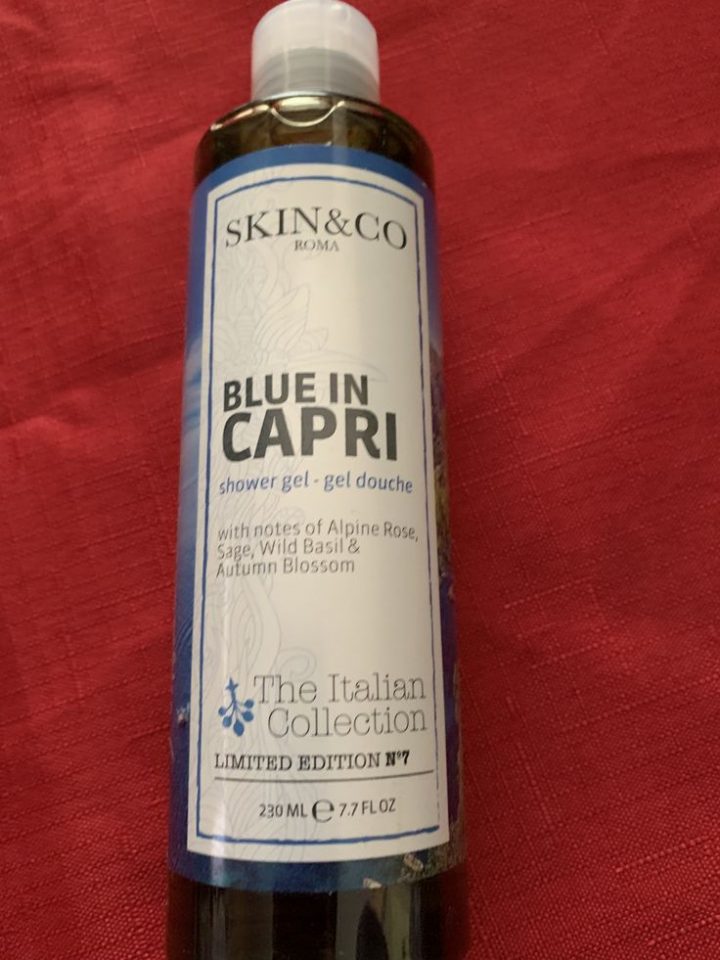 SKIN&CO
ROMA
BLUE IN
CAPRI
shower gel - gel douche
with notes of Alpine Rose,
Sage, Wild Basil &
Autumn Blossom
The Italian
Collection
LIMITED EDITION Nº7
230 ML ℮ 7.7 FL OZ